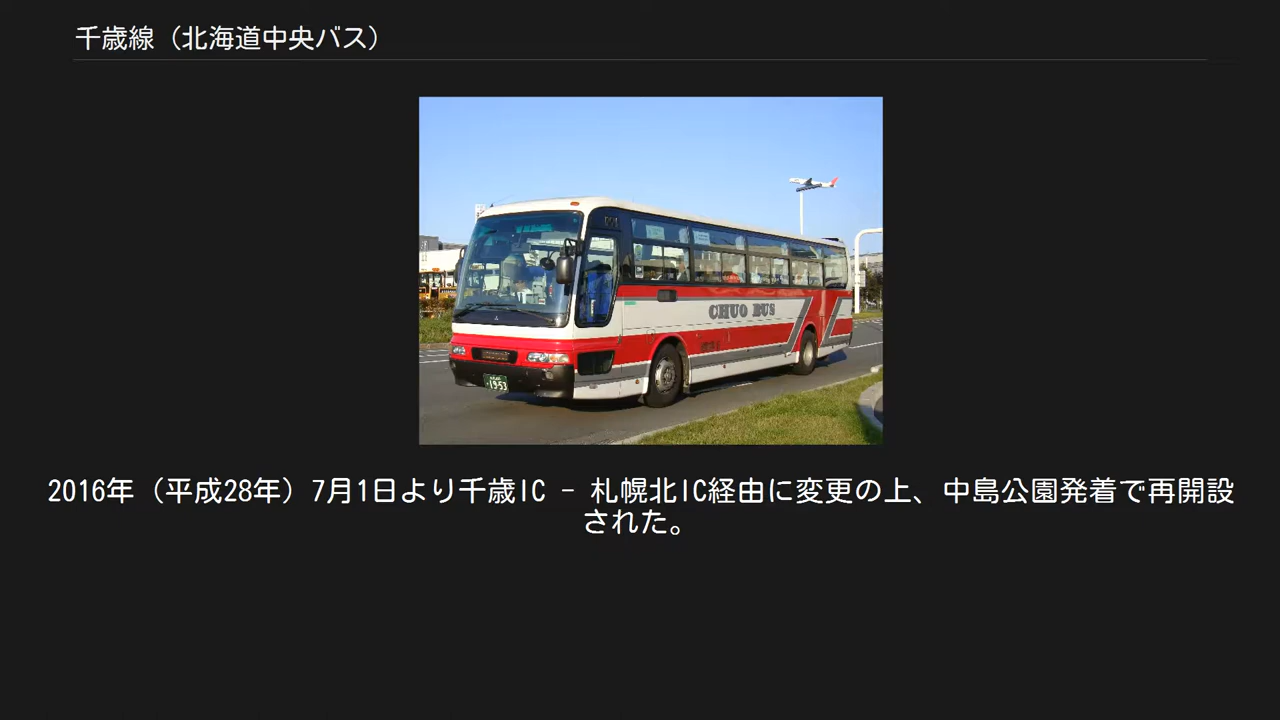 千歳線（北海道中央バス）
CHUO BUS
・1953
2016年（平成28年）7月1日より千歳IC - 札幌北IC経由に変更の上、中島公園発着で再開設
された。